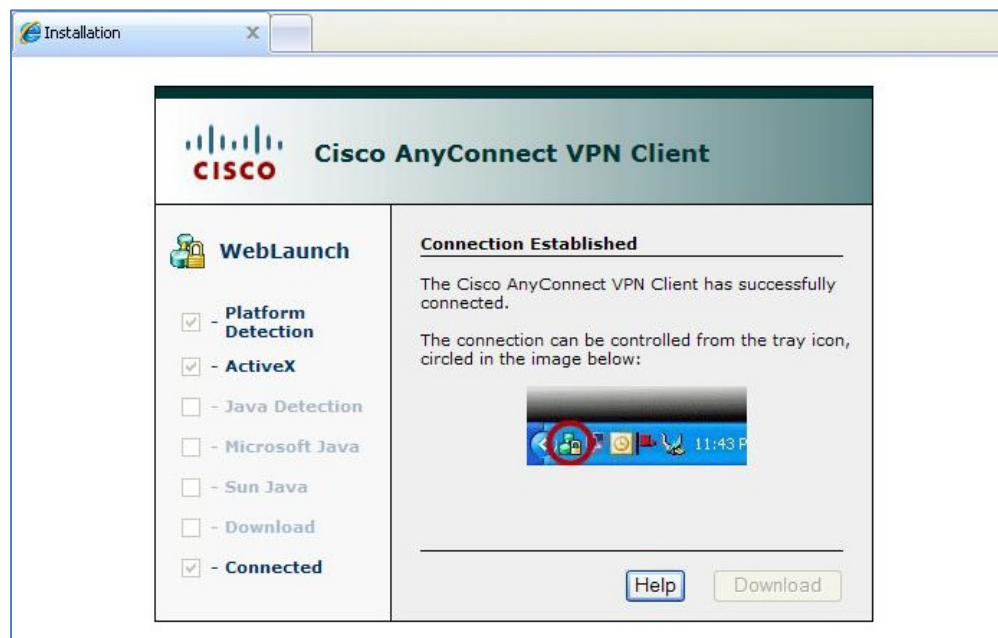 Installation
CISCO
Cisco AnyConnect VPN Client
WebLaunch
- Platform
Detection
- ActiveX
- Java Detection
- Microsoft Java
- Sun Java
- Download
- Connected
Connection Established
The Cisco AnyConnect VPN Client has successfully
connected.
The connection can be controlled from the tray icon,
circled in the image below:
11:43 P
Help
Download